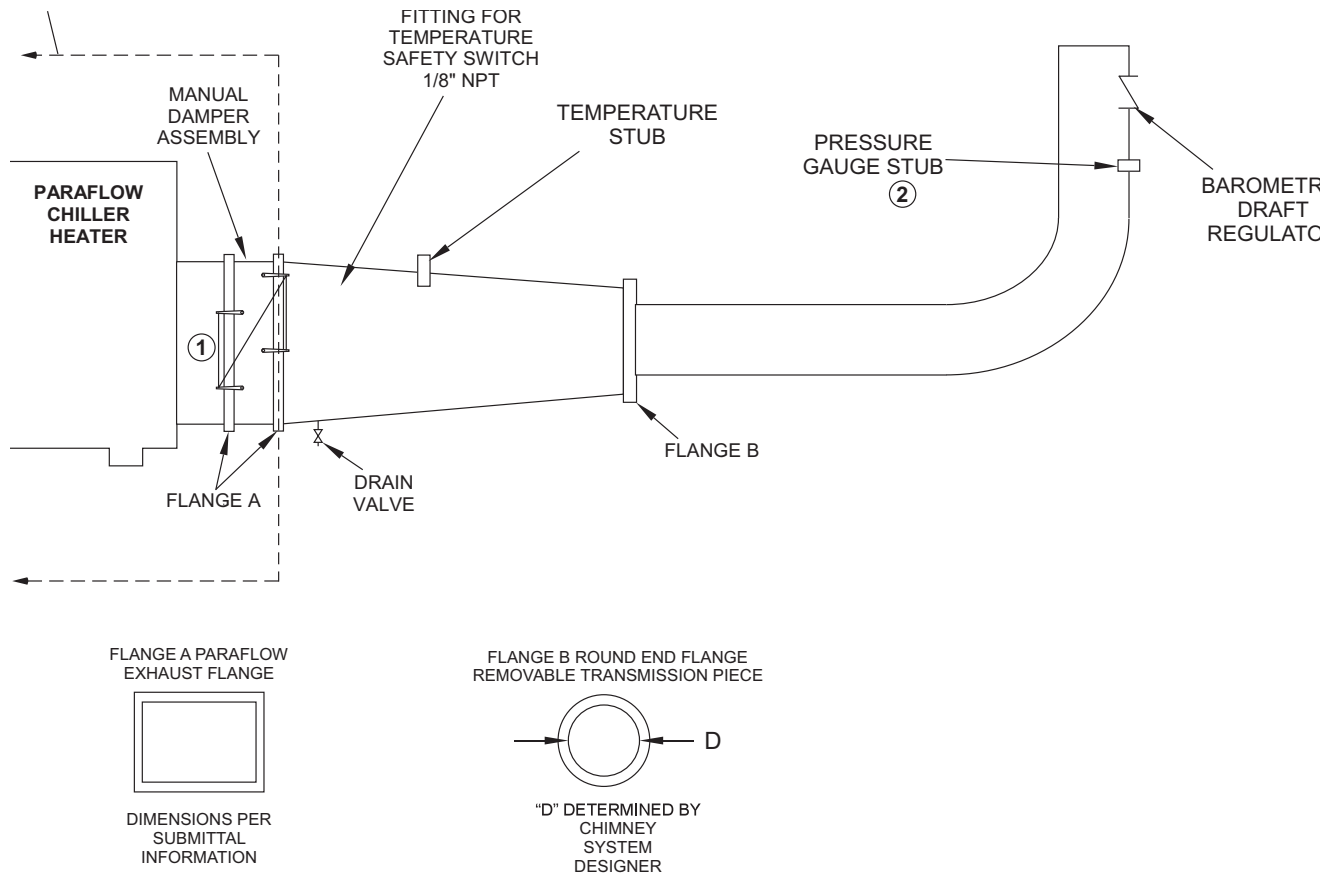 FITTING FOR
TEMPERATURE
SAFETY SWITCH
1/8" NPT
MANUAL
DAMPER
ASSEMBLY
TEMPERATURE
STUB
PRESSURE
GAUGE STUB
2
BAROMETR
DRAFT
REGULATO
PARAFLOW
CHILLER
HEATER
1
FLANGE A
DRAIN
VALVE
FLANGE B
FLANGE A PARAFLOW
EXHAUST FLANGE
DIMENSIONS PER
SUBMITTAL
INFORMATION
FLANGE B ROUND END FLANGE
REMOVABLE TRANSMISSION PIECE
D
“D” DETERMINED BY
CHIMNEY
SYSTEM
DESIGNER